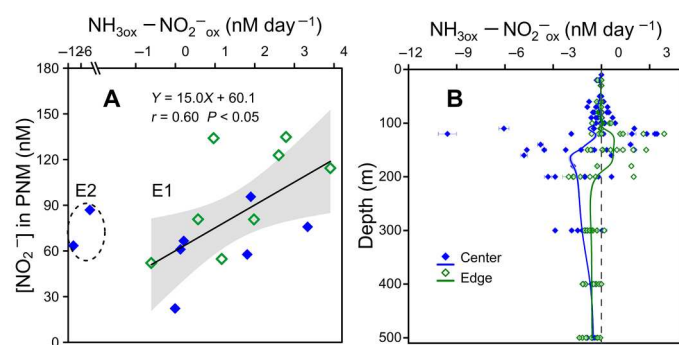 NH₃ₒₓ — NO₂⁻ₒₓ (nM day ⁻¹)
-126 -1 0 1 2 3 4
180
150
120
90
60
30
0
[NO₂⁻] in PNM (nM)
A
Y = 15.0X + 60.1
r = 0.60 P < 0.05
E2
E1
NH₃ₒₓ — NO₂⁻ₒₓ (nM day ⁻¹)
-12 -9 -6 -3 0 3
0
100
200
300
400
500
Depth (m)
B
Center
Edge